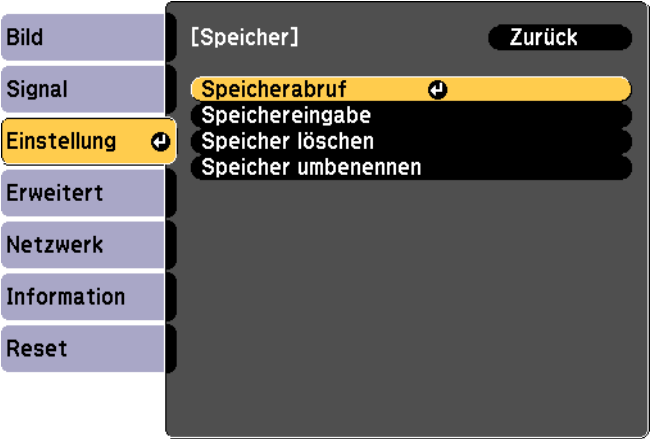 Bild
Signal
Einstellung
Erweitert
Netzwerk
Information
Reset
[Speicher]
Zurück
Speicherabruf
Speichereingabe
Speicher löschen
Speicher umbenennen